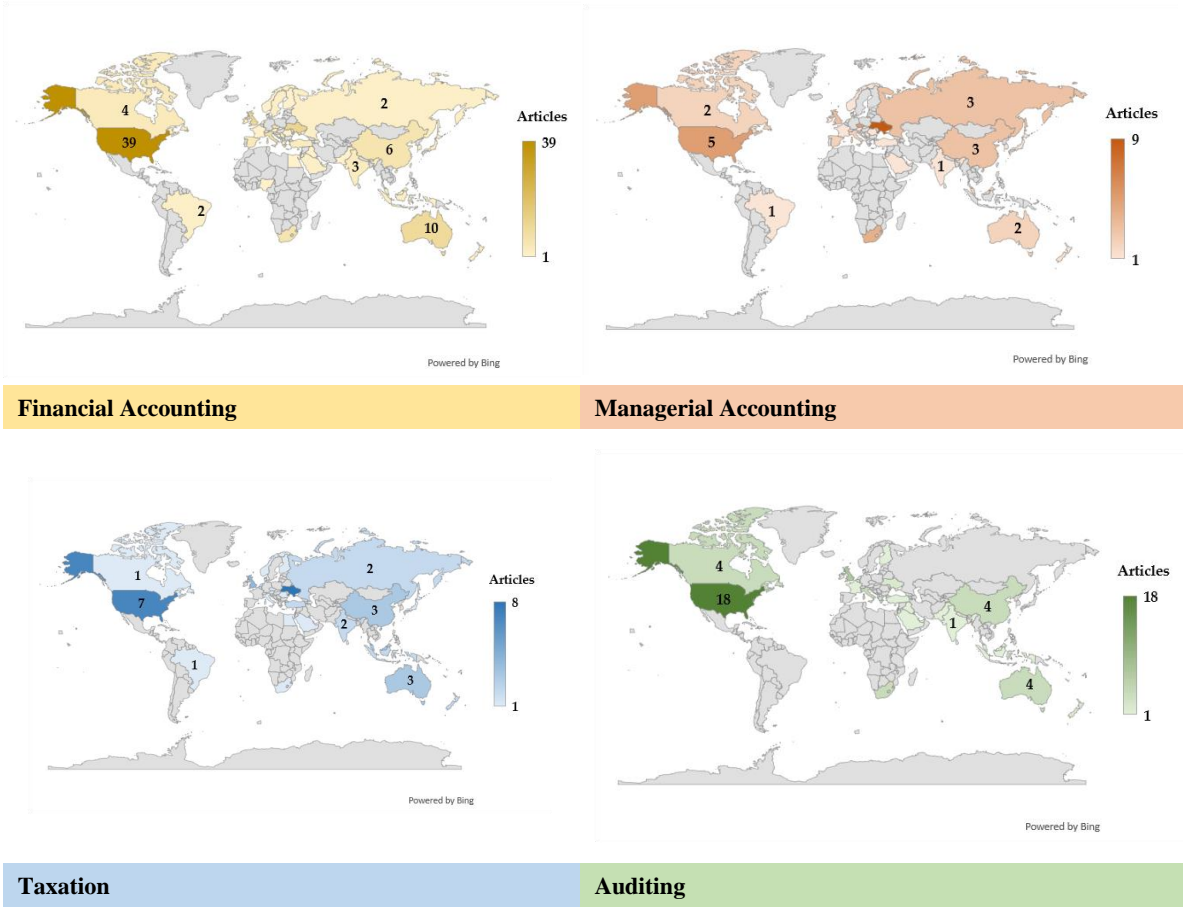 2
4
Articles
39
39
6
3
2
10
1
Powered by Bing
3
2
Articles
9
5
3
1
1
2
1
Powered by Bing
Financial Accounting
Managerial Accounting
2
1
Articles
8
7
3
2
1
3
1
Powered by Bing
4
Articles
18
18
4
1
4
1
Powered by Bing
Taxation
Auditing